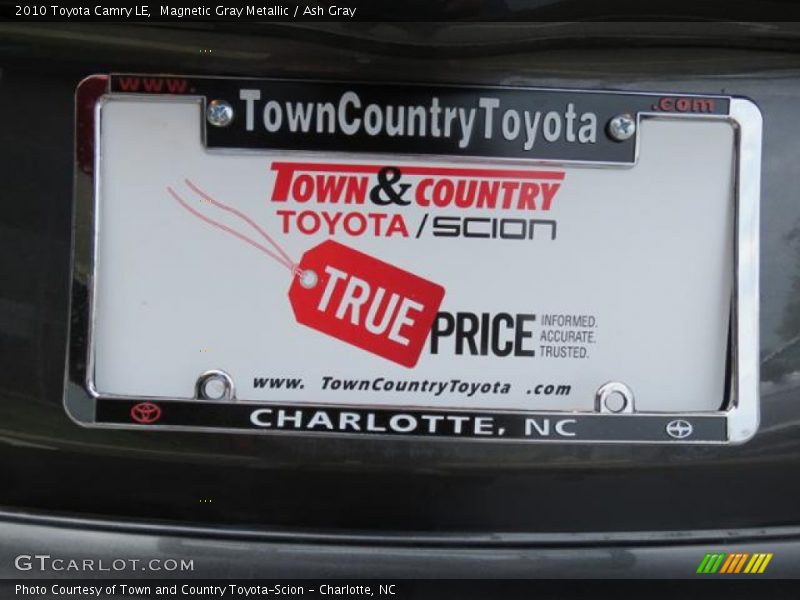 2010 Toyota Camry LE,  Magnetic Gray Metallic / Ash Gray
www. TownCountryToyota .com
TOWN & COUNTRY
TOYOTA / SCION
TRUE PRICE
INFORMED.
ACCURATE.
TRUSTED.
www. TownCountryToyota .com
CHARLOTTE, NC
GTCARLOT.COM
Photo Courtesy of Town and Country Toyota-Scion - Charlotte, NC